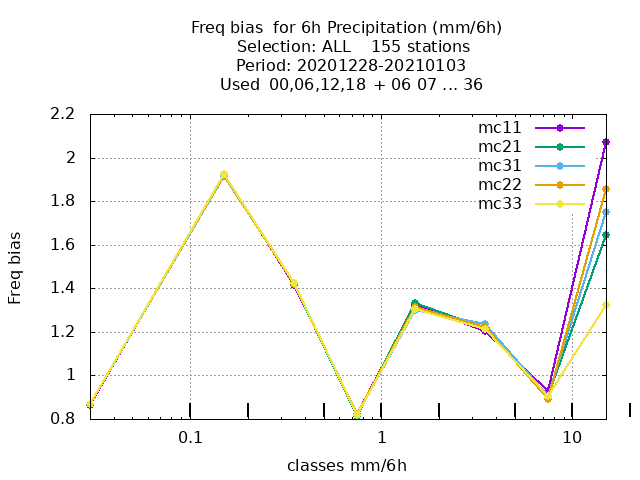 Freq bias  for 6h Precipitation (mm/6h)
Selection: ALL    155 stations
Period: 20201228-20210103
Used  00,06,12,18  + 06 07 ... 36
mc11
mc21
mc31
mc22
mc33
2.2
2
1.8
1.6
1.4
1.2
1
0.8
Freq bias
0.1
1
10
classes mm/6h